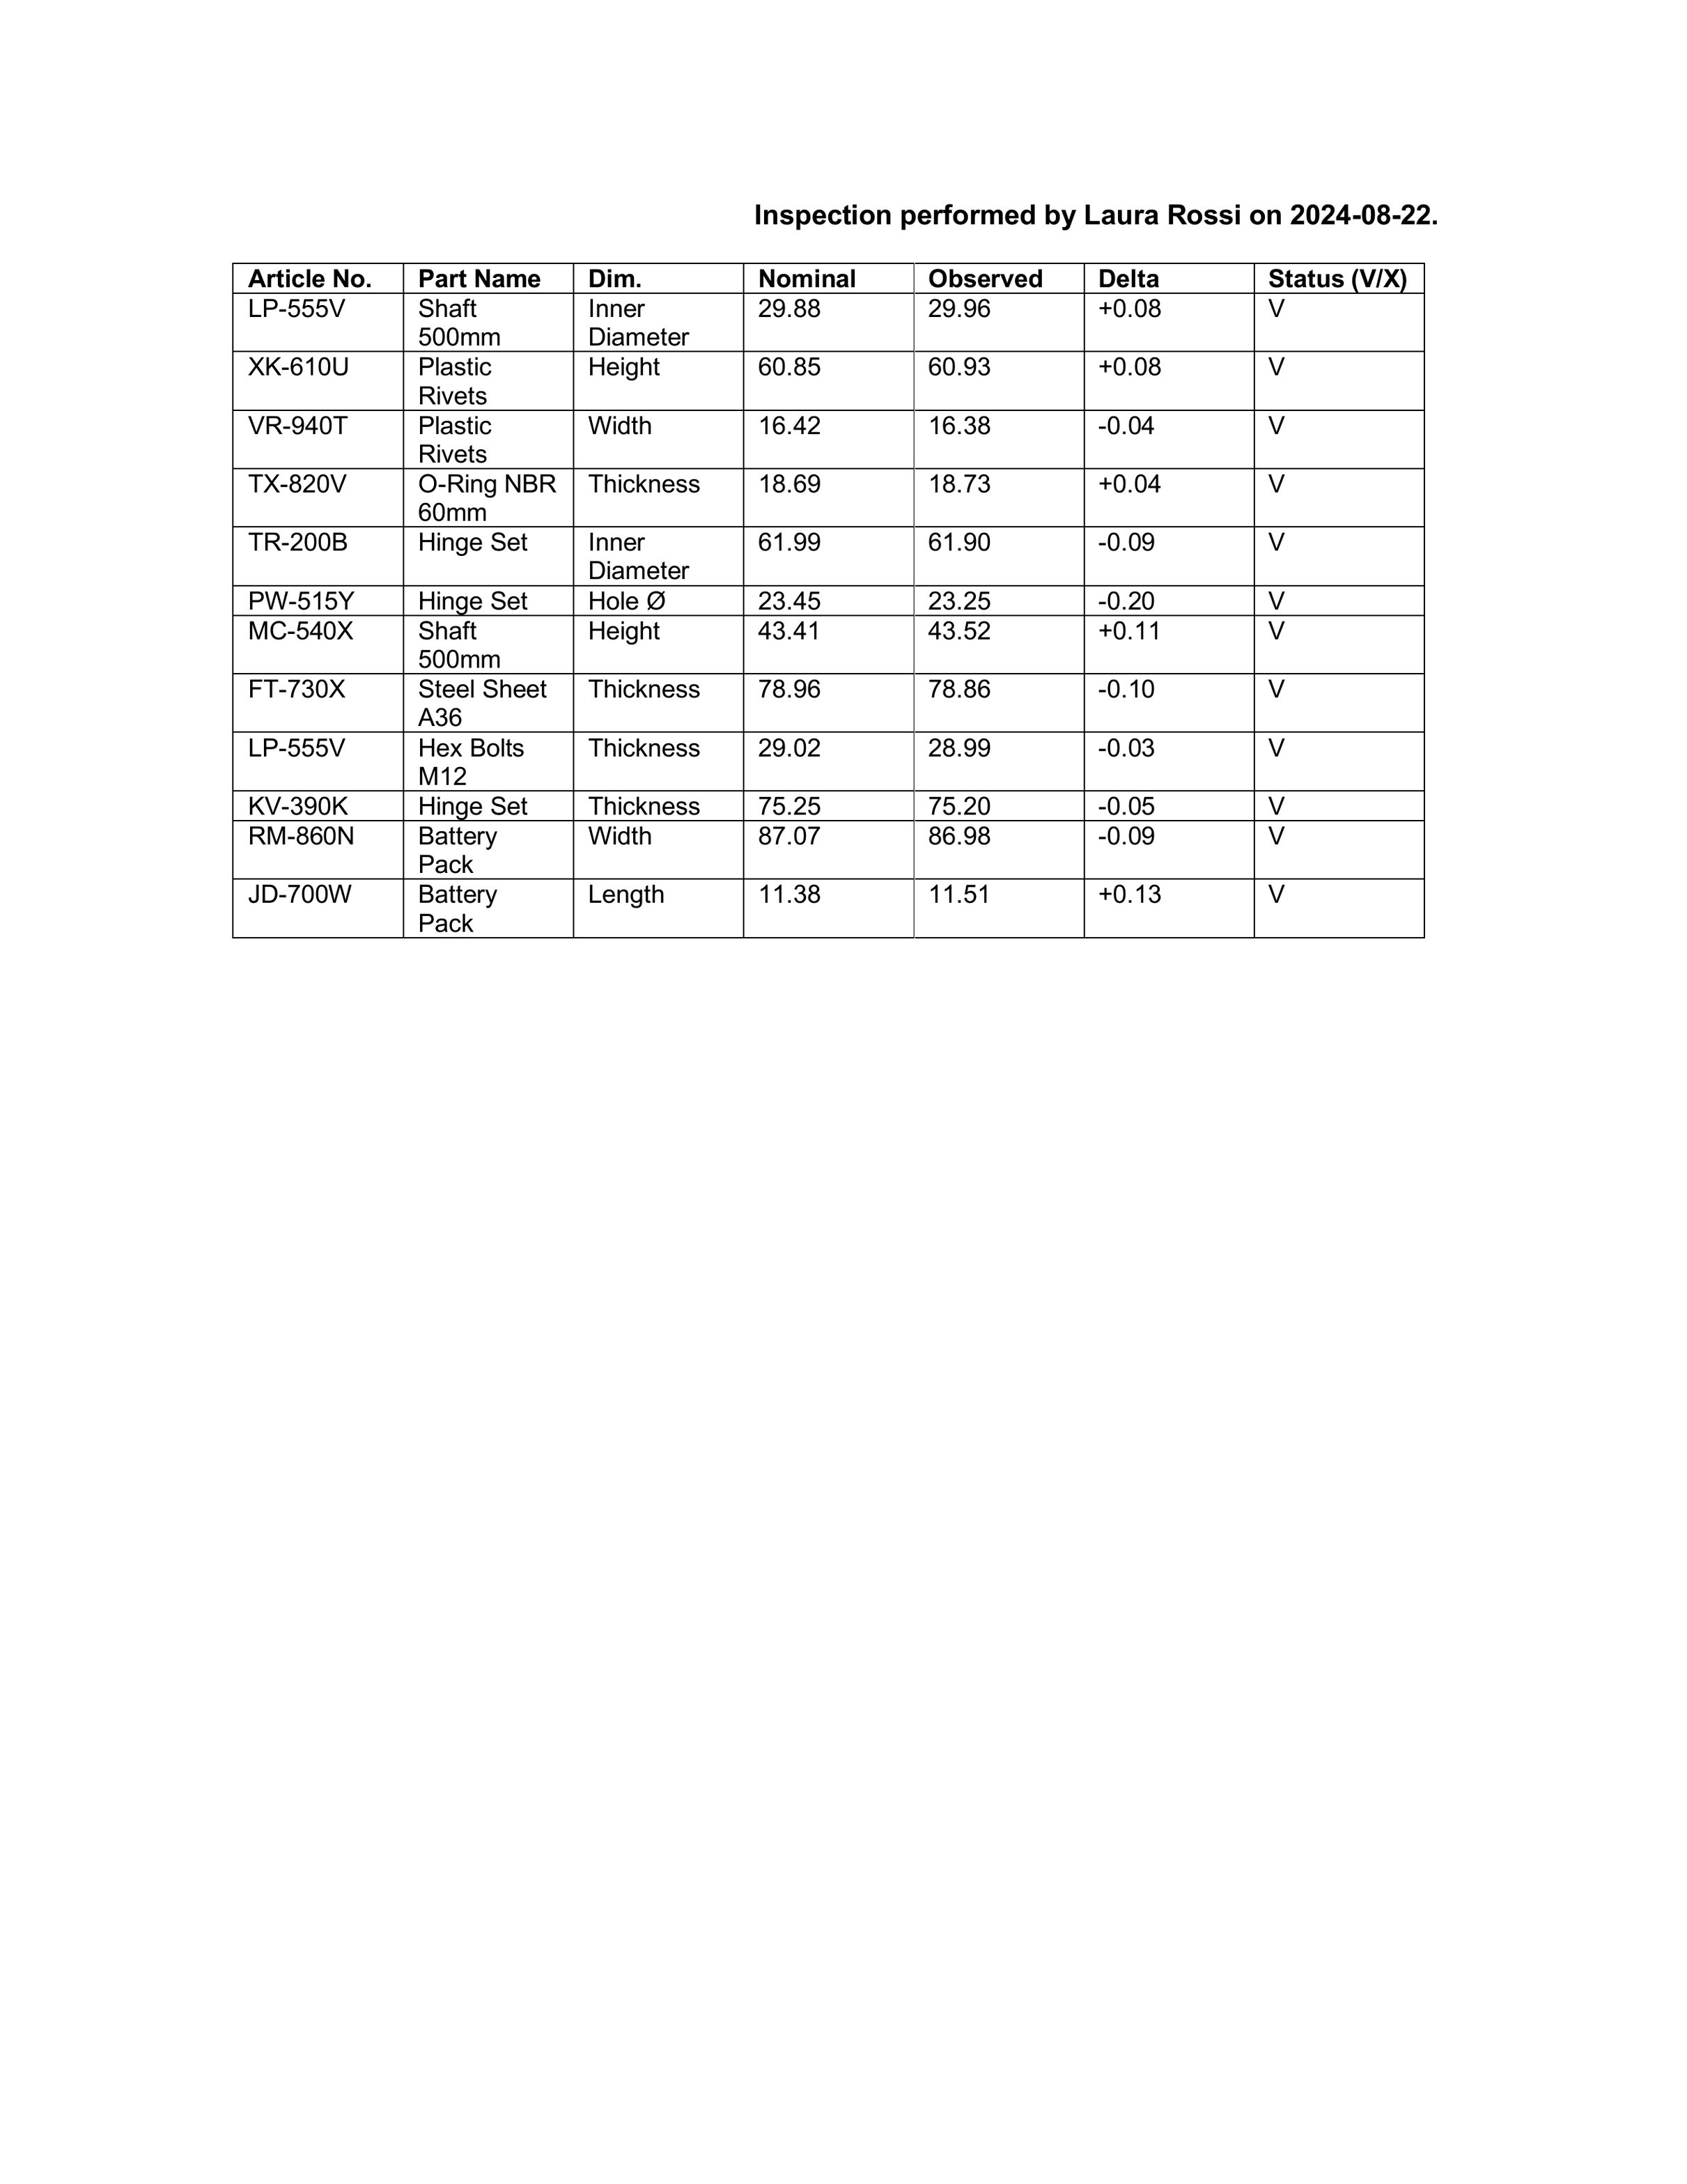 Inspection performed by Laura Rossi on 2024-08-22.
Article No. Part Name Dim. Nominal Observed Delta Status (V/X)
LP-555V Shaft 500mm Inner Diameter 29.88 29.96 +0.08 V
XK-610U Plastic Rivets Height 60.85 60.93 +0.08 V
VR-940T Plastic Rivets Width 16.42 16.38 -0.04 V
TX-820V O-Ring NBR 60mm Thickness 18.69 18.73 +0.04 V
TR-200B Hinge Set Inner Diameter 61.99 61.90 -0.09 V
PW-515Y Hinge Set Hole Ø 23.45 23.25 -0.20 V
MC-540X Shaft 500mm Height 43.41 43.52 +0.11 V
FT-730X Steel Sheet A36 Thickness 78.96 78.86 -0.10 V
LP-555V Hex Bolts M12 Thickness 29.02 28.99 -0.03 V
KV-390K Hinge Set Thickness 75.25 75.20 -0.05 V
RM-860N Battery Pack Width 87.07 86.98 -0.09 V
JD-700W Battery Pack Length 11.38 11.51 +0.13 V